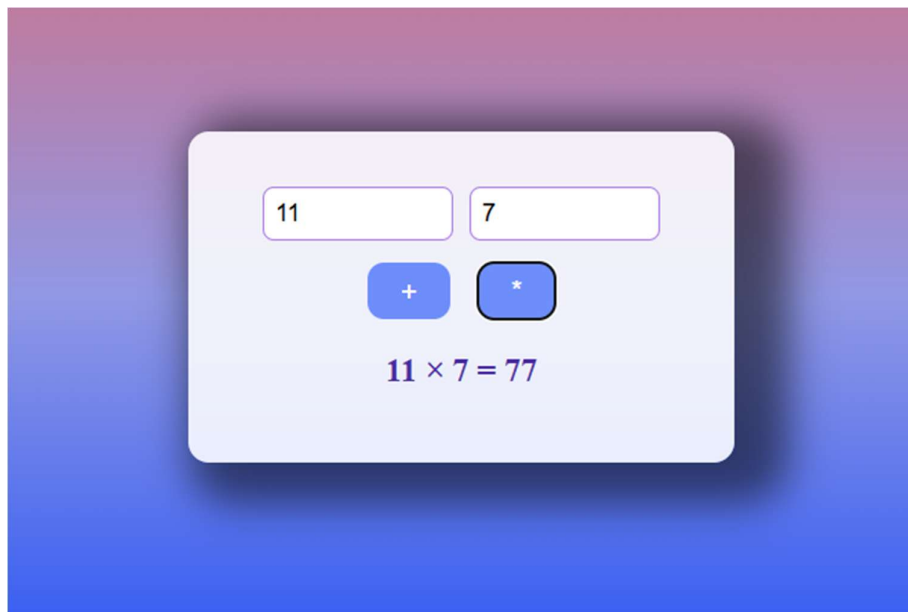 11 7
+ *
11 × 7 = 77